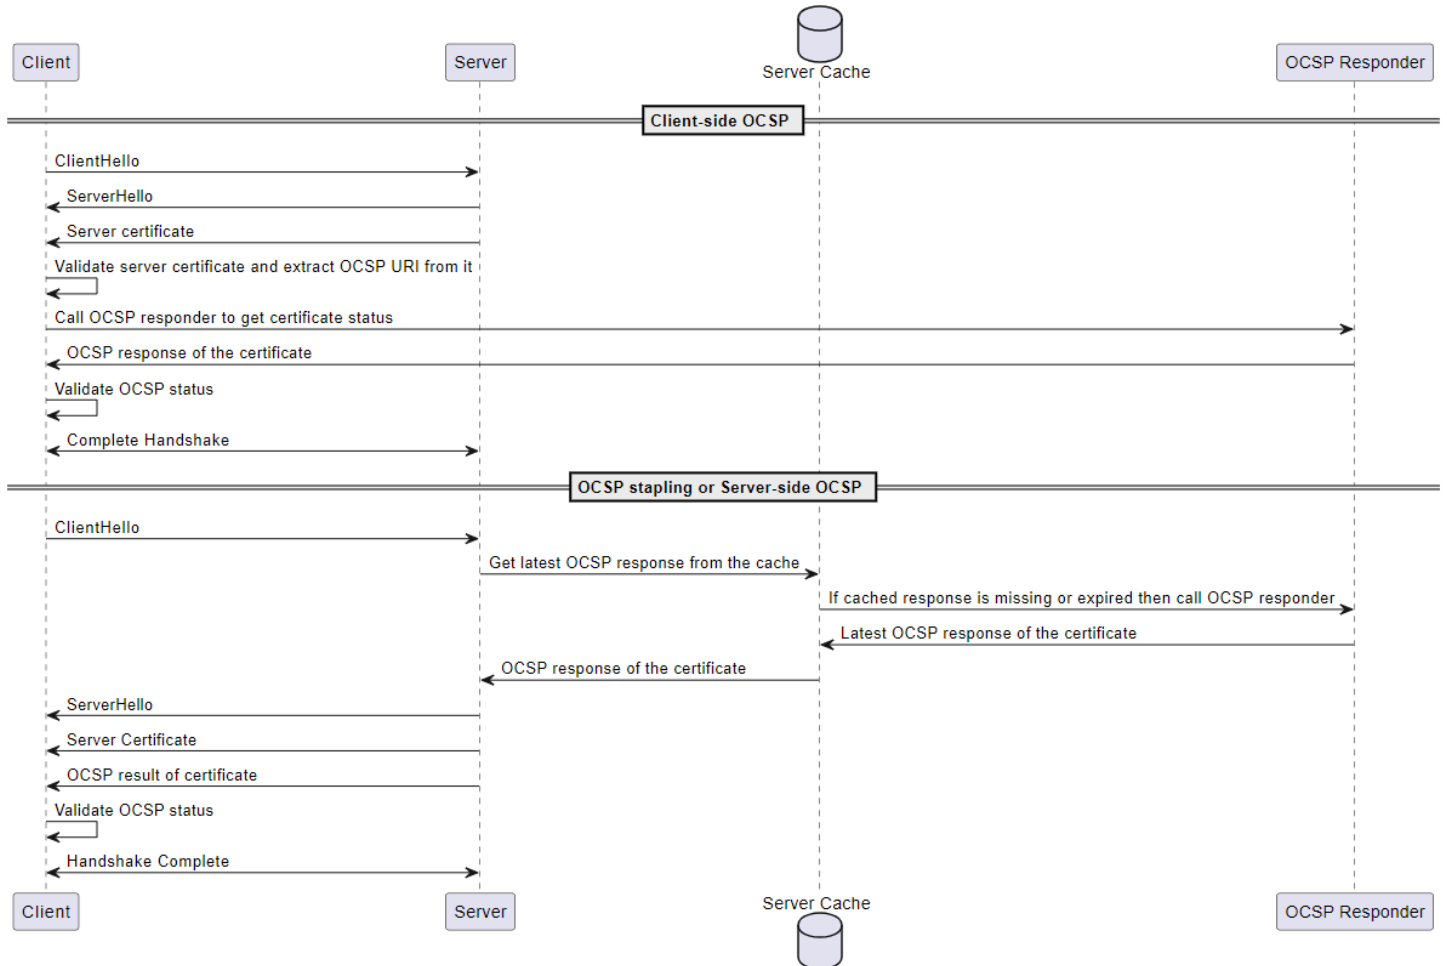 Client
Server
Server Cache
OCSP Responder
Client-side OCSP
ClientHello
ServerHello
Server certificate
Validate server certificate and extract OCSP URI from it
Call OCSP responder to get certificate status
OCSP response of the certificate
Validate OCSP status
Complete Handshake
OCSP stapling or Server-side OCSP
ClientHello
Get latest OCSP response from the cache
If cached response is missing or expired then call OCSP responder
Latest OCSP response of the certificate
OCSP response of the certificate
ServerHello
Server Certificate
OCSP result of certificate
Validate OCSP status
Handshake Complete
Client
Server
Server Cache
OCSP Responder